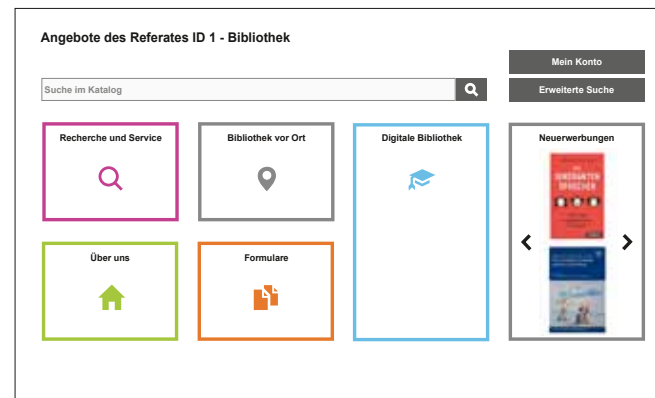 Angebote des Referates ID 1 - Bibliothek
Mein Konto
Suche im Katalog
Erweiterte Suche
Recherche und Service
Bibliothek vor Ort
Digitale Bibliothek
Neuerwerbungen
Über uns
Formulare